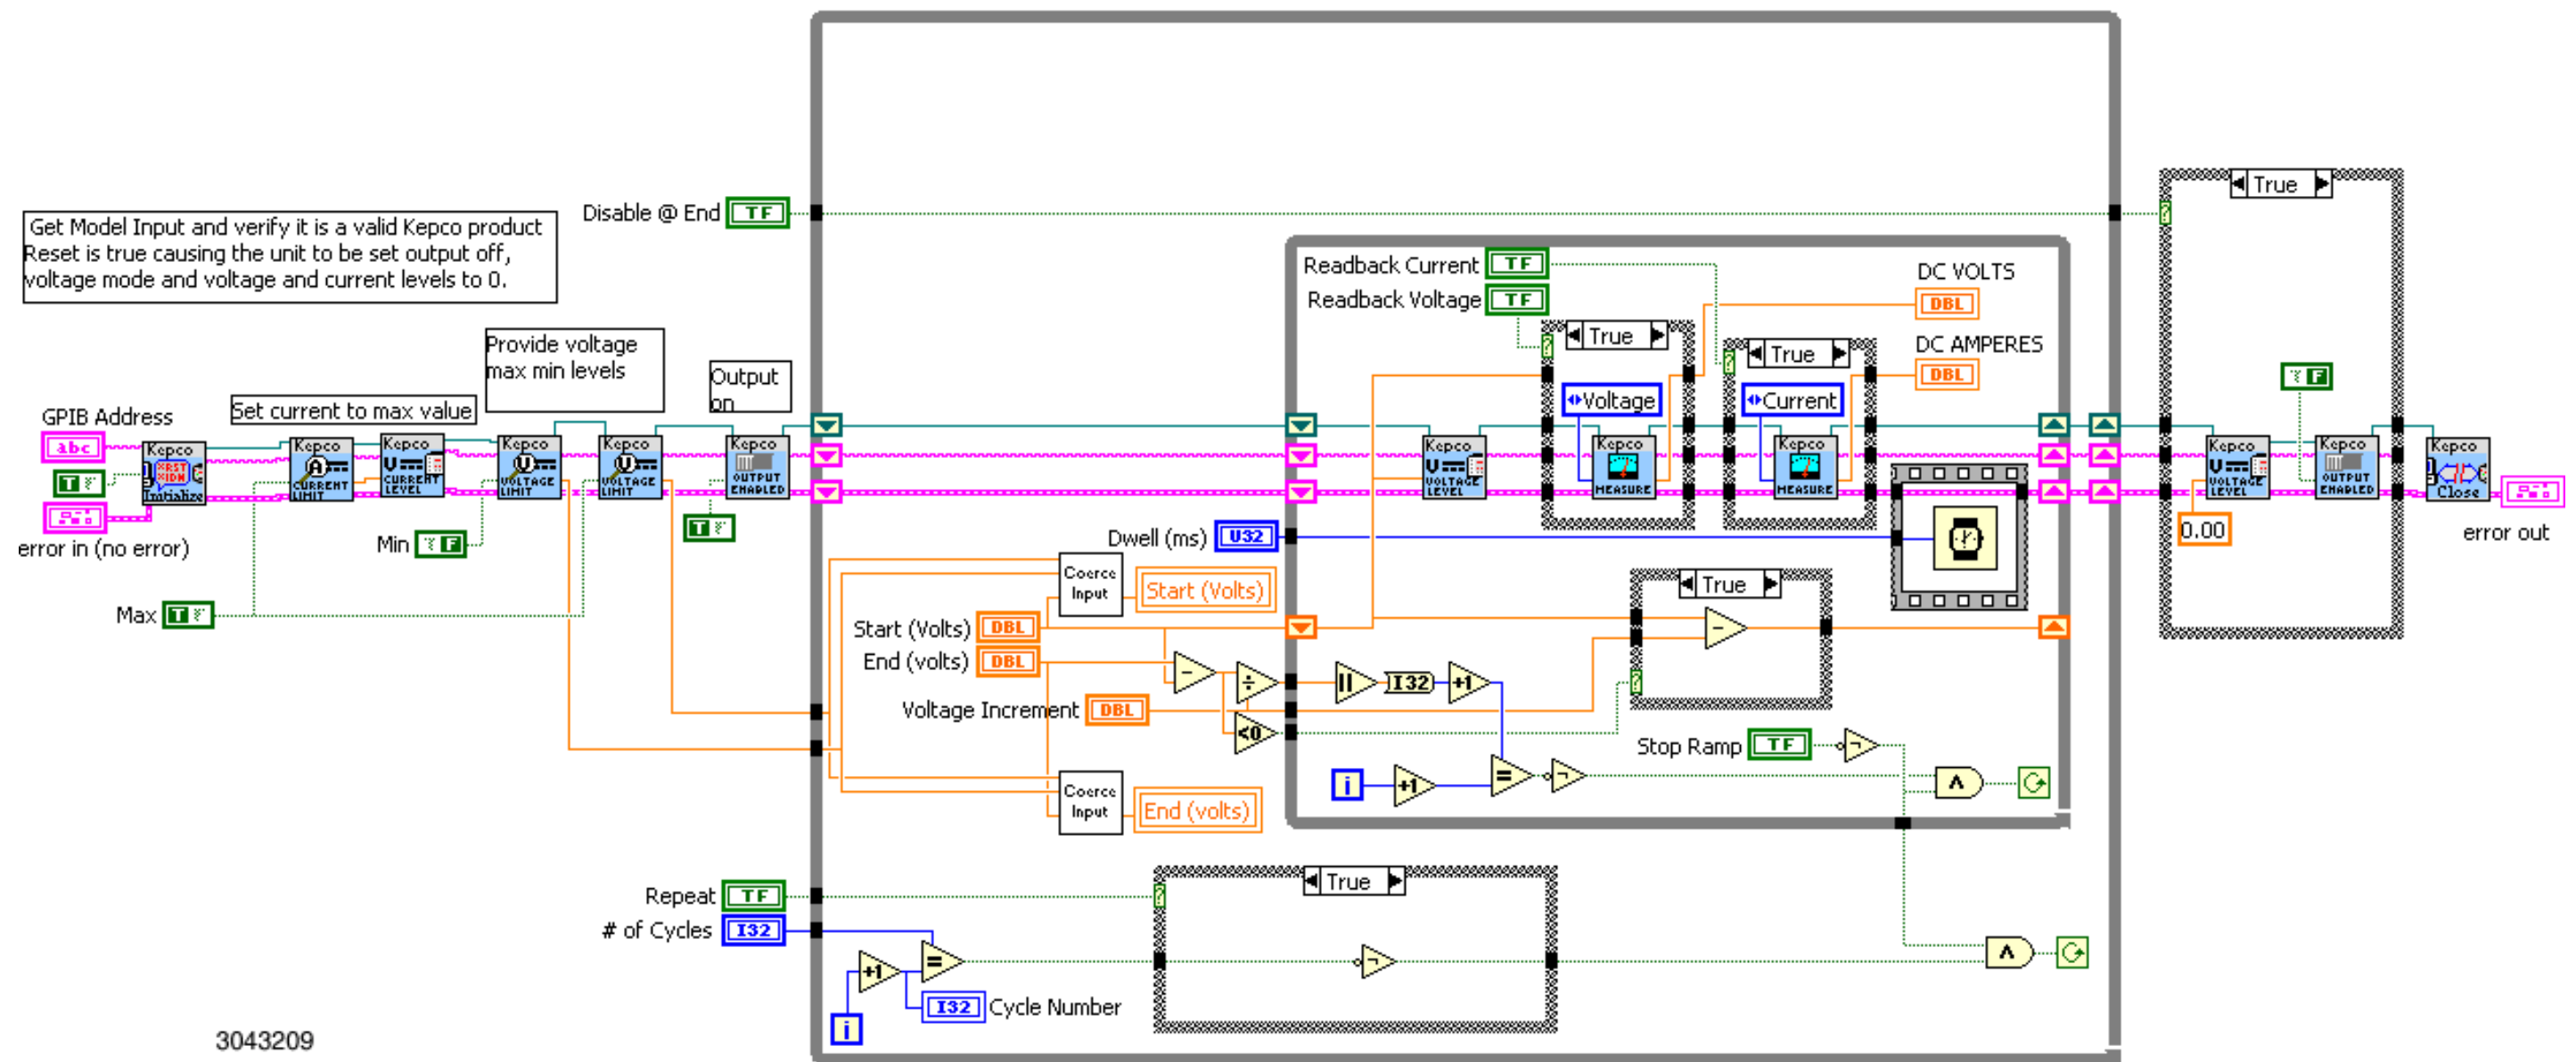 Get Model Input and verify it is a valid Kepco product
Reset is true causing the unit to be set output off,
voltage mode and voltage and current levels to 0.
Disable @ End
TF
True
Readback Current
TF
Readback Voltage
TF
DC VOLTS
DBL
DC AMPERES
DBL
True
True
Voltage
Current
Provide voltage
max min levels
Output
on
Set current to max value
GPIB Address
abc
T
error in (no error)
Kepco
Initialize
Kepco
A
CURRENT
LIMIT
Kepco
V
CURRENT
LEVEL
Kepco
V
VOLTAGE
LIMIT
Kepco
V
VOLTAGE
LIMIT
Kepco
OUTPUT
ENABLED
T
Min
F
Max
T
Kepco
V
VOLTAGE
LEVEL
Kepco
MEASURE
Kepco
MEASURE
F
Kepco
V
VOLTAGE
LEVEL
0.00
Kepco
OUTPUT
ENABLED
Kepco
Close
error out
Dwell (ms)
U32
Coerce
Input
Start (Volts)
Start (Volts)
DBL
End (volts)
DBL
Voltage Increment
DBL
-
÷
<0
||
I32
+1
True
-
Stop Ramp
TF
¬
i
+1
=
¬
∧
Coerce
Input
End (volts)
Repeat
TF
# of Cycles
I32
True
+1
=
¬
∧
I32
Cycle Number
i
3043209